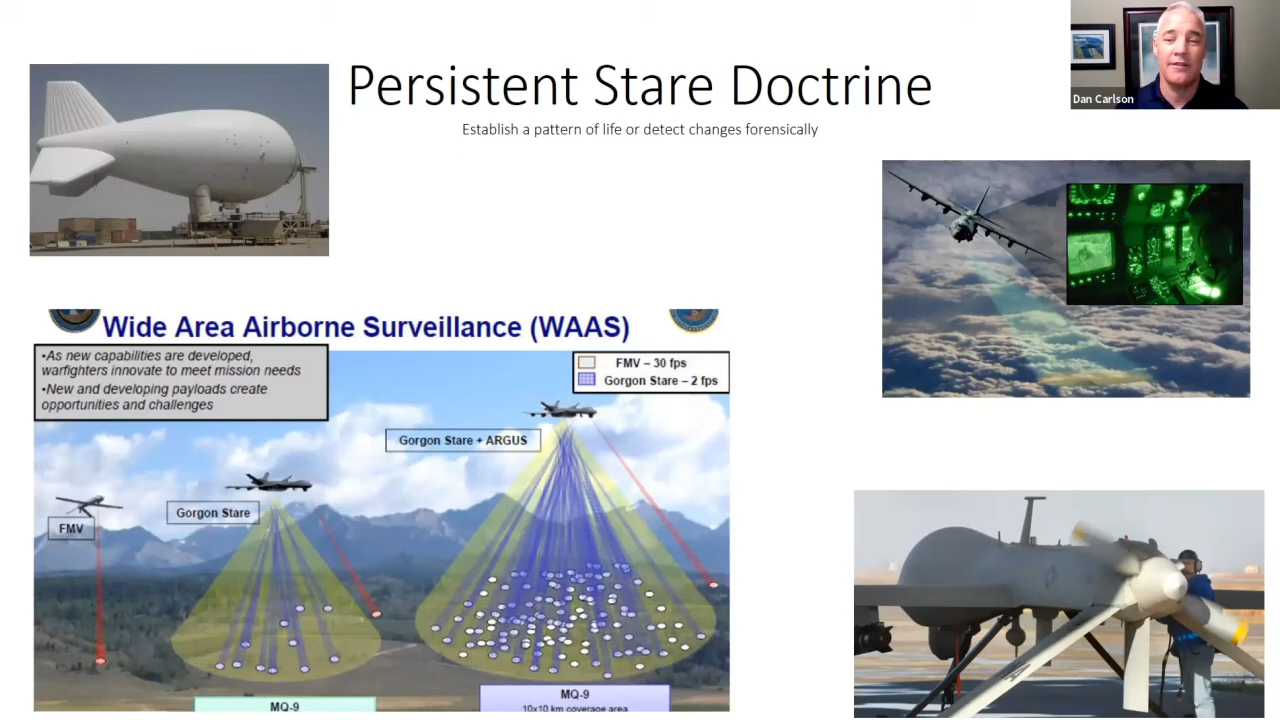 Persistent Stare Doctrine
Establish a pattern of life or detect changes forensically
Dan Carlson
Wide Area Airborne Surveillance (WAAS)
•As new capabilities are developed,
warfighters innovate to meet mission needs
•New and developing payloads create
opportunities and challenges
FMV – 30 fps
Gorgon Stare – 2 fps
Gorgon Stare + ARGUS
Gorgon Stare
FMV
MQ-9
MQ-9
10x10 km coverage area